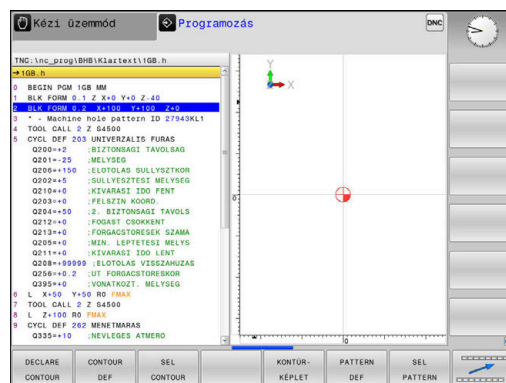 Kézi üzemmód
Programozás
DNC
TNC:\nc_prog\BHB\Klartext\1GB.h
→1GB.h
0 BEGIN PGM 1GB MM
1 BLK FORM 0.1 Z X+0 Y+0 Z-40
2 BLK FORM 0.2 X+100 Y+100 Z+0
3 * - Machine hole pattern ID 27943KL1
4 TOOL CALL 2 Z S4500
5 CYCL DEF 203 UNIVERZALIS FURAS
Q200=+2 ;BIZTONSAGI TAVOLSAG
Q201=-25 ;MELYSEG
Q206=+150 ;ELOTOLAS SULLYSZTKOR
Q202=+5 ;SULLYESZTESI MELYSEG
Q210=+0 ;KIVARASI IDO FENT
Q203=+0 ;FELSZIN KOORD.
Q204=+50 ;2. BIZTONSAGI TAVOLS
Q212=+0 ;FOGAST CSOKKENT
Q213=+0 ;FORGACSTORESEK SZAMA
Q205=+0 ;MIN. LEPTETESI MELYS
Q211=+0 ;KIVARASI IDO LENT
Q208=+99999 ;ELOTOLAS VISSZAHUZAS
Q256=+0.2 ;UT FORGACSTORESKOR
Q395=+0 ;VONATKOZT. MELYSEG
6 L X+50 Y+50 R0 FMAX
7 TOOL CALL 2 Z S4500
8 L Z+100 R0 FMAX
9 CYCL DEF 262 MENETMARAS
Q335=+10 ;NEVLEGES ATMERO
Y
X
0
0
DECLARE CONTOUR
CONTOUR DEF
SEL CONTOUR
KONTÚR-KÉPLET
PATTERN DEF
SEL PATTERN